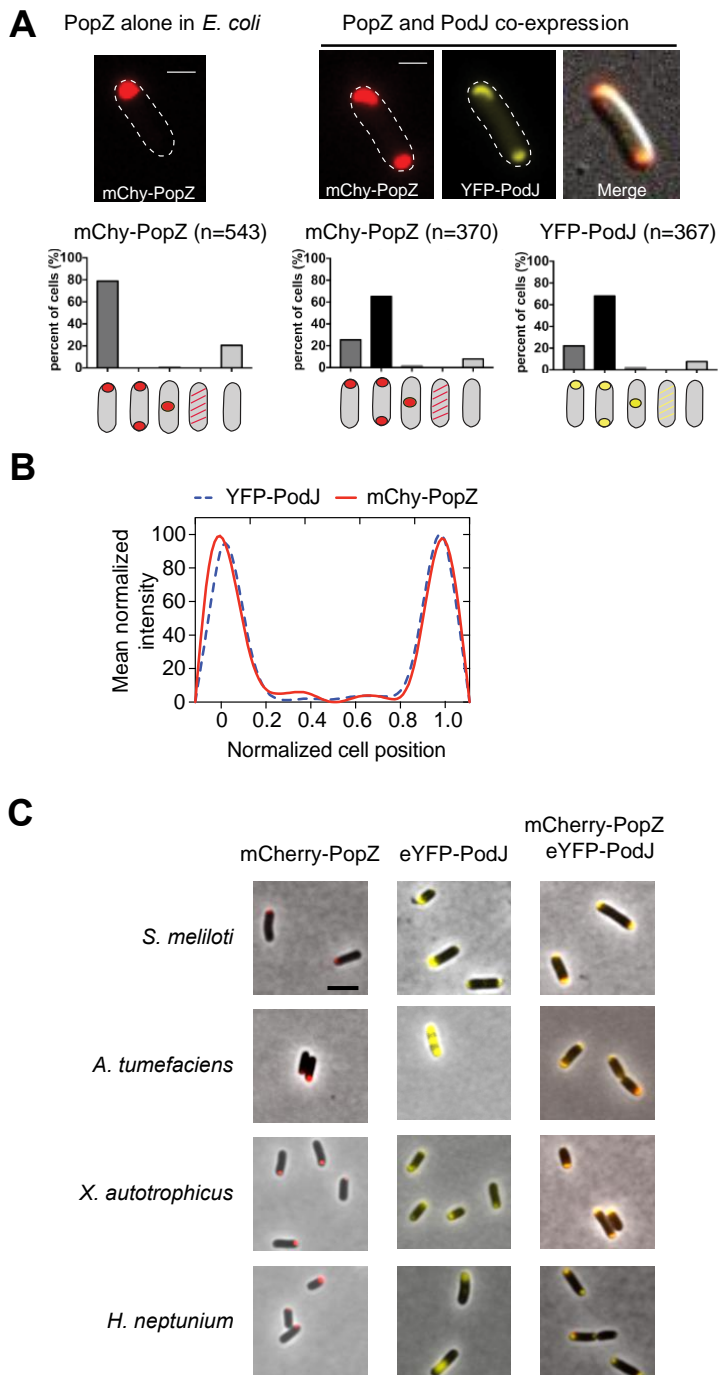 A
PopZ alone in E. coli
PopZ and PodJ co-expression
mChy-PopZ
mChy-PopZ
YFP-PodJ
Merge
mChy-PopZ (n=543)
mChy-PopZ (n=370)
YFP-PodJ (n=367)
percent of cells (%)
100
80
60
40
20
0
percent of cells (%)
100
80
60
40
20
0
percent of cells (%)
100
80
60
40
20
0
B
YFP-PodJ
mChy-PopZ
Mean normalized
intensity
100
80
60
40
20
0
0 0.2 0.4 0.6 0.8 1.0
Normalized cell position
C
mCherry-PopZ
eYFP-PodJ
mCherry-PopZ
eYFP-PodJ
S. meliloti
A. tumefaciens
X. autotrophicus
H. neptunium